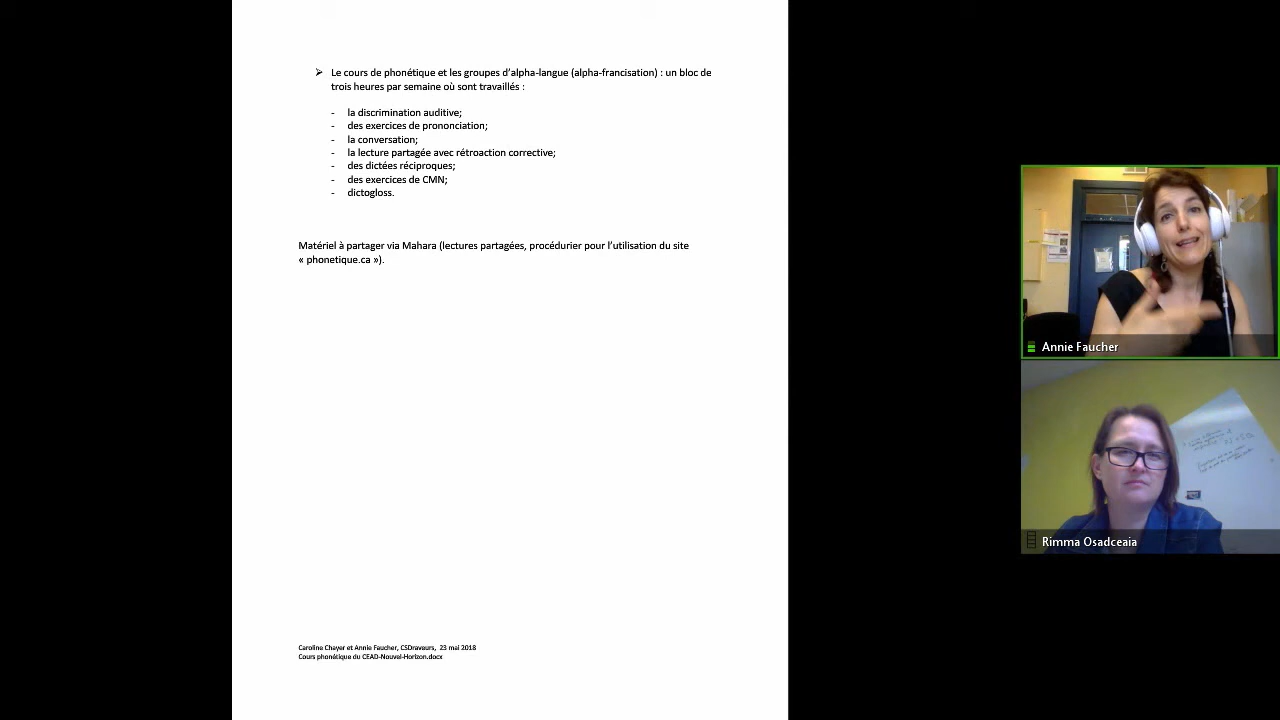 ➢ Le cours de phonétique et les groupes d'alpha-langue (alpha-francisation) : un bloc de
trois heures par semaine où sont travaillés :
- la discrimination auditive;
- des exercices de prononciation;
- la conversation;
- la lecture partagée avec rétroaction corrective;
- des dictées réciproques;
- des exercices de CMN;
- dictogloss.
Matériel à partager via Mahara (lectures partagées, procédurier pour l'utilisation du site
« phonetique.ca »).
Caroline Chayer et Annie Faucher, CSDraveurs, 23 mai 2018
Cours phonétique du CEAD-Nouvel-Horizon.docx
Annie Faucher
Rimma Osadceaia